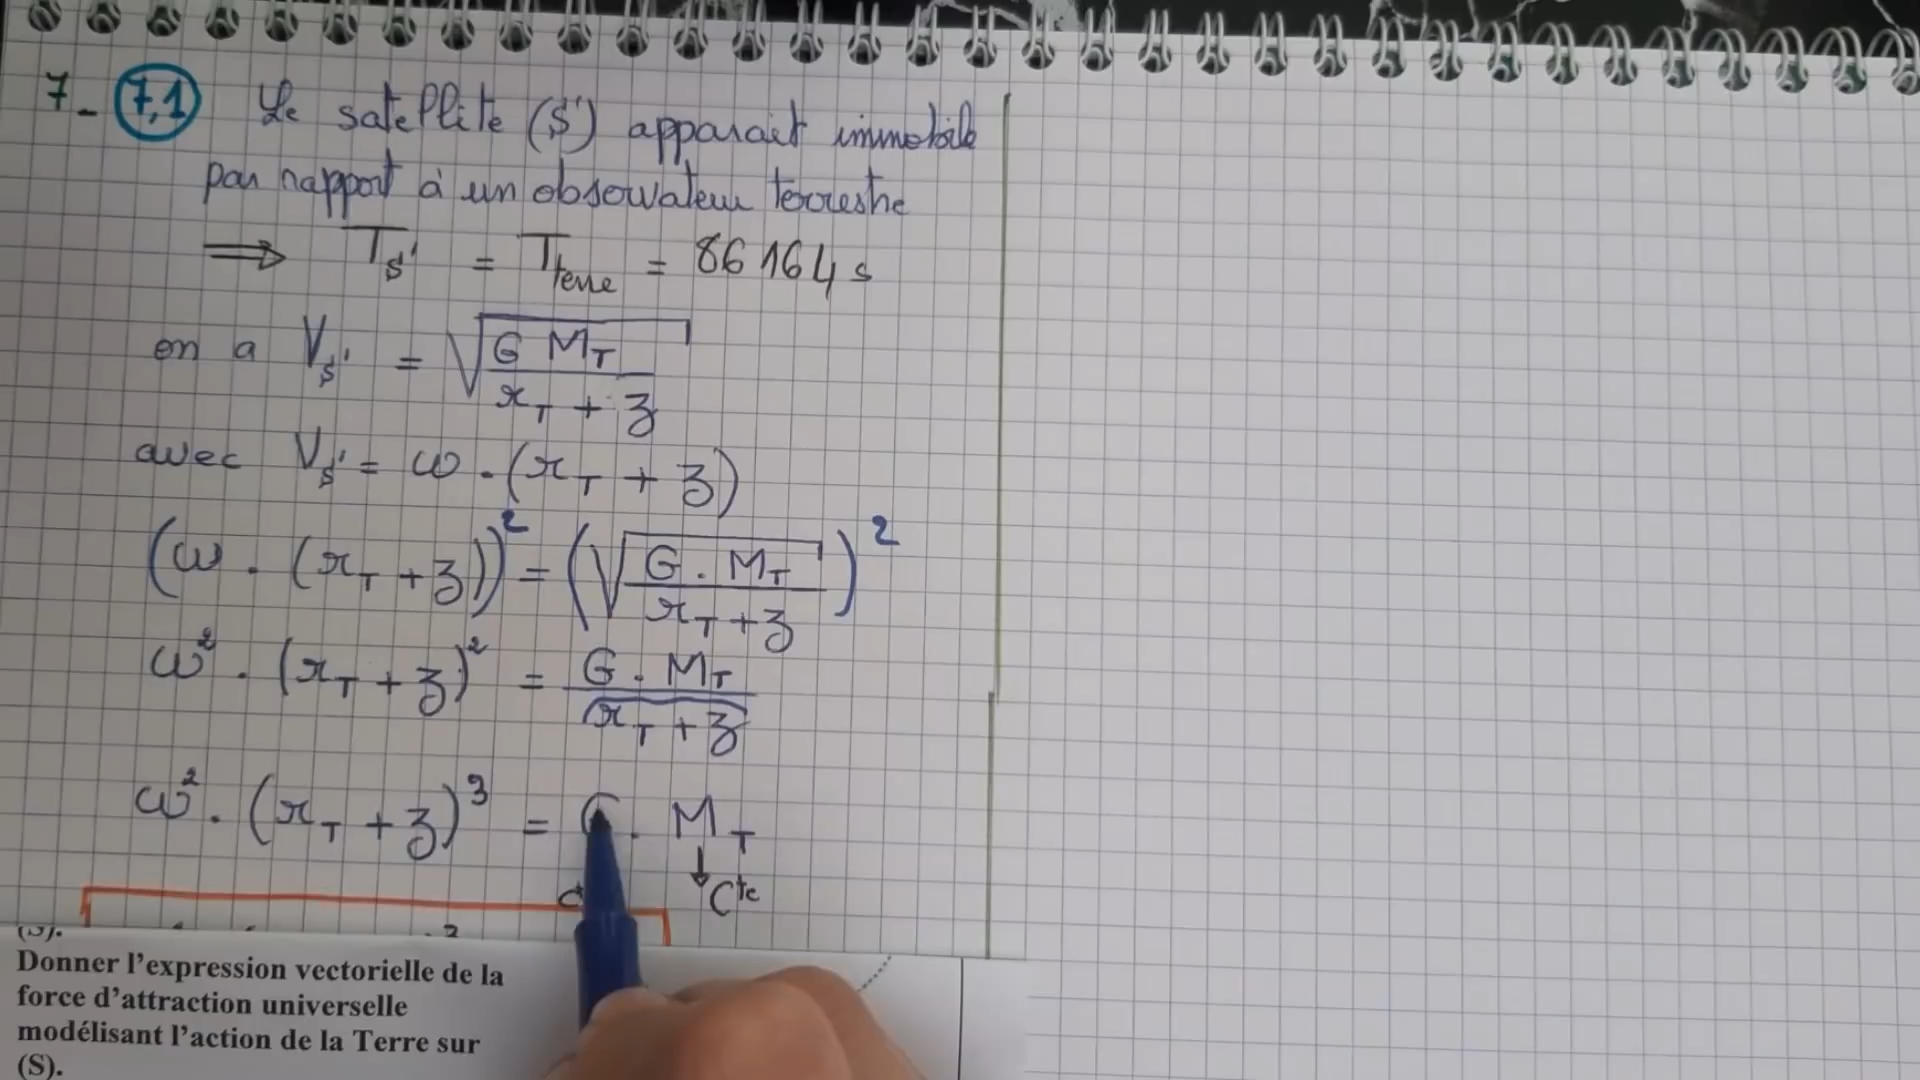 7- 7,1 Le satellite (S') apparait immobile
par rapport à un observateur terrestre
⟹ T_S' = T_Terre = 86164 s
on a V_S' = √(G M_T / (r_T + z))
avec V_S' = ω . (r_T + z)
(ω . (r_T + z))² = (√(G . M_T / (r_T + z)))²
ω² . (r_T + z)² = G . M_T / (r_T + z)
ω² . (r_T + z)³ = G . M_T
↓ Cte
(S).
Donner l'expression vectorielle de la
force d'attraction universelle
modélisant l'action de la Terre sur
(S).